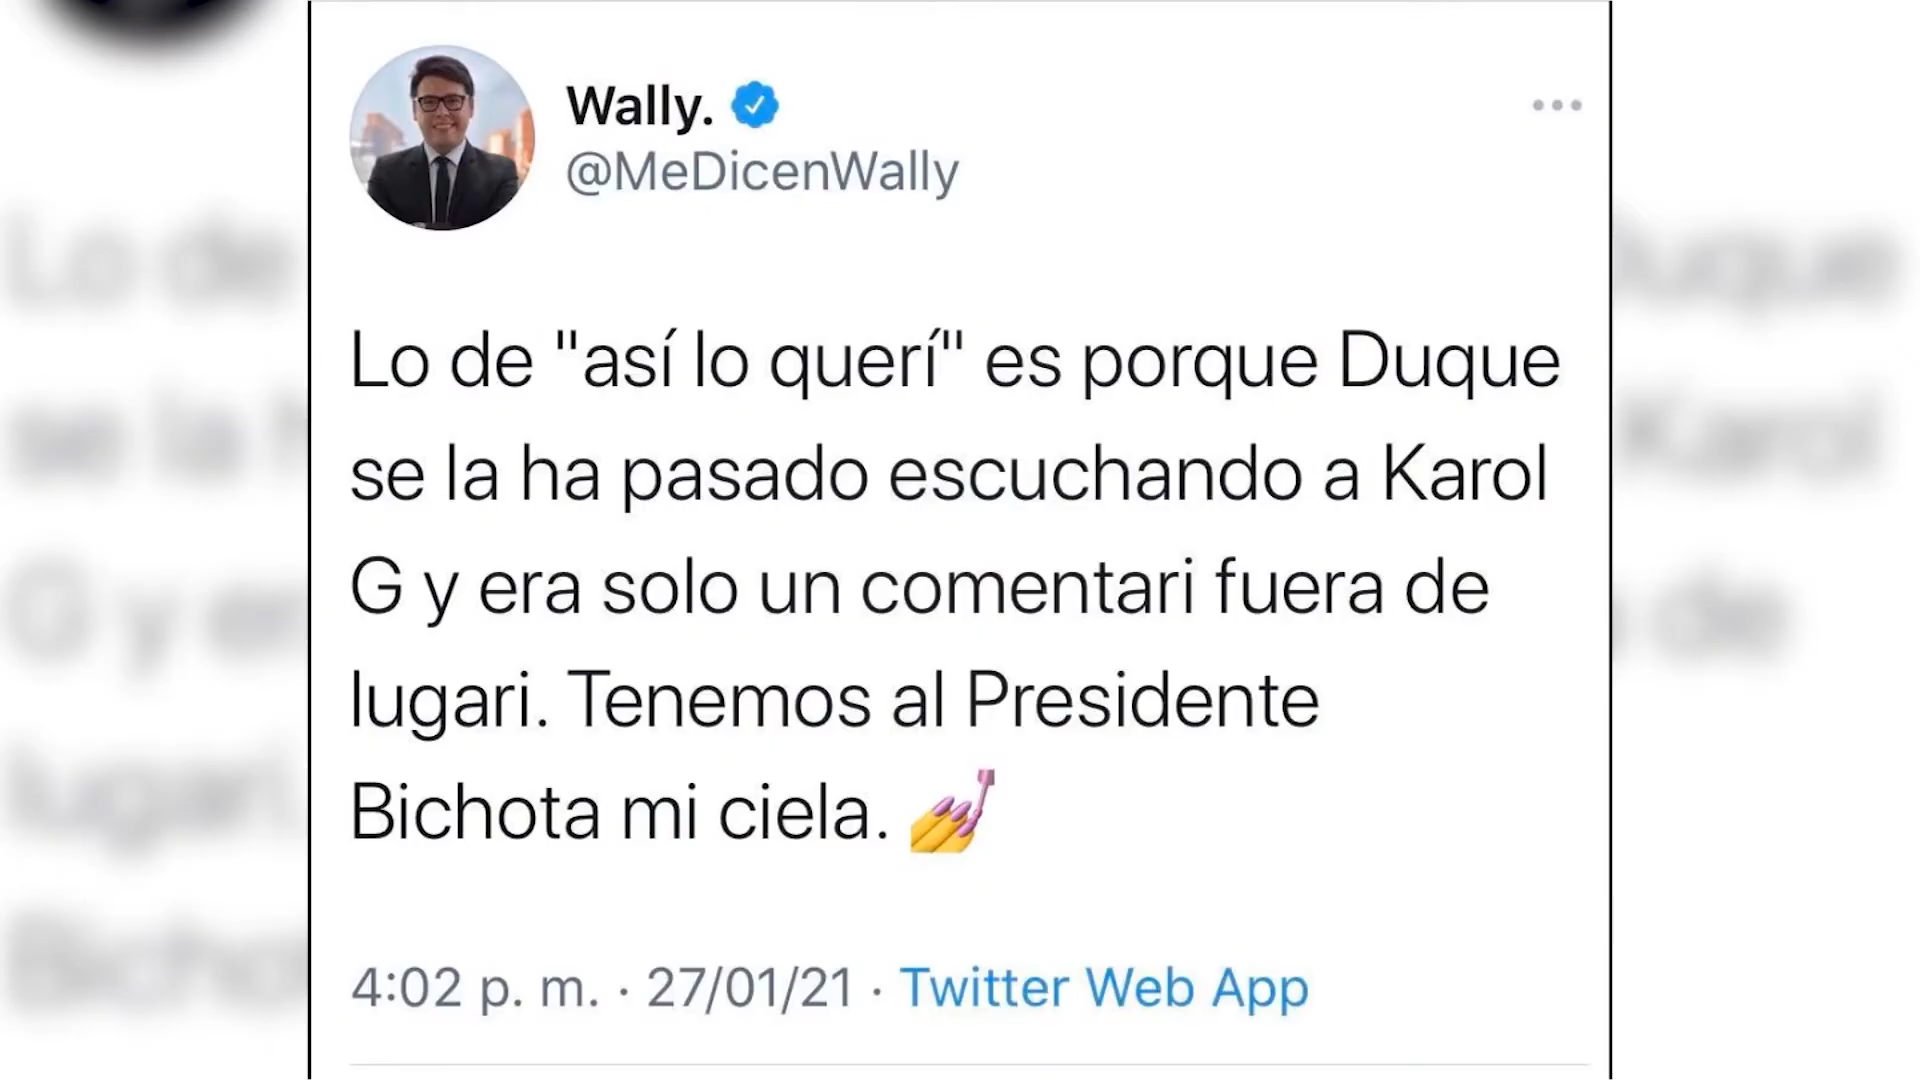 Wally.
@MeDicenWally
Lo de "así lo querí" es porque Duque
se la ha pasado escuchando a Karol
G y era solo un comentari fuera de
lugari. Tenemos al Presidente
Bichota mi ciela. 💅
4:02 p. m. · 27/01/21 · Twitter Web App